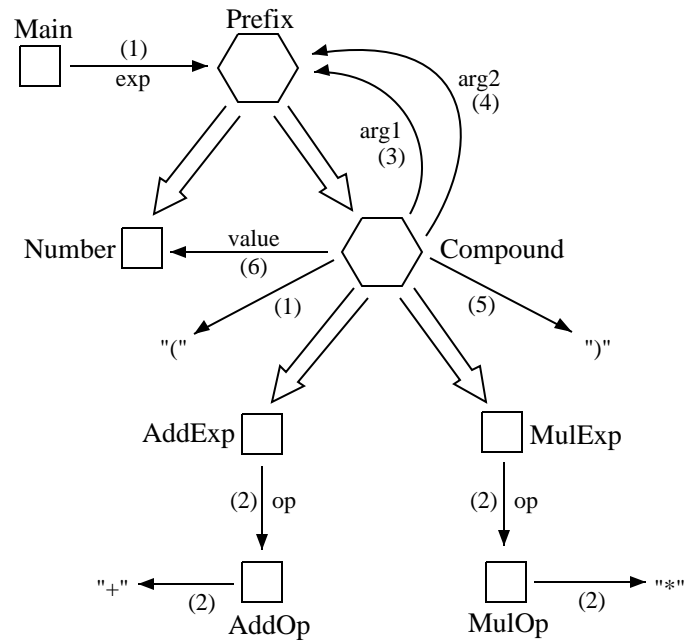 Prefix
Main
(1)
exp
arg2
(4)
arg1
(3)
Number
value
(6)
Compound
(1)
(5)
"("
")"
AddExp
MulExp
(2) op
(2) op
"+"
(2)
AddOp
(2)
"*"
MulOp